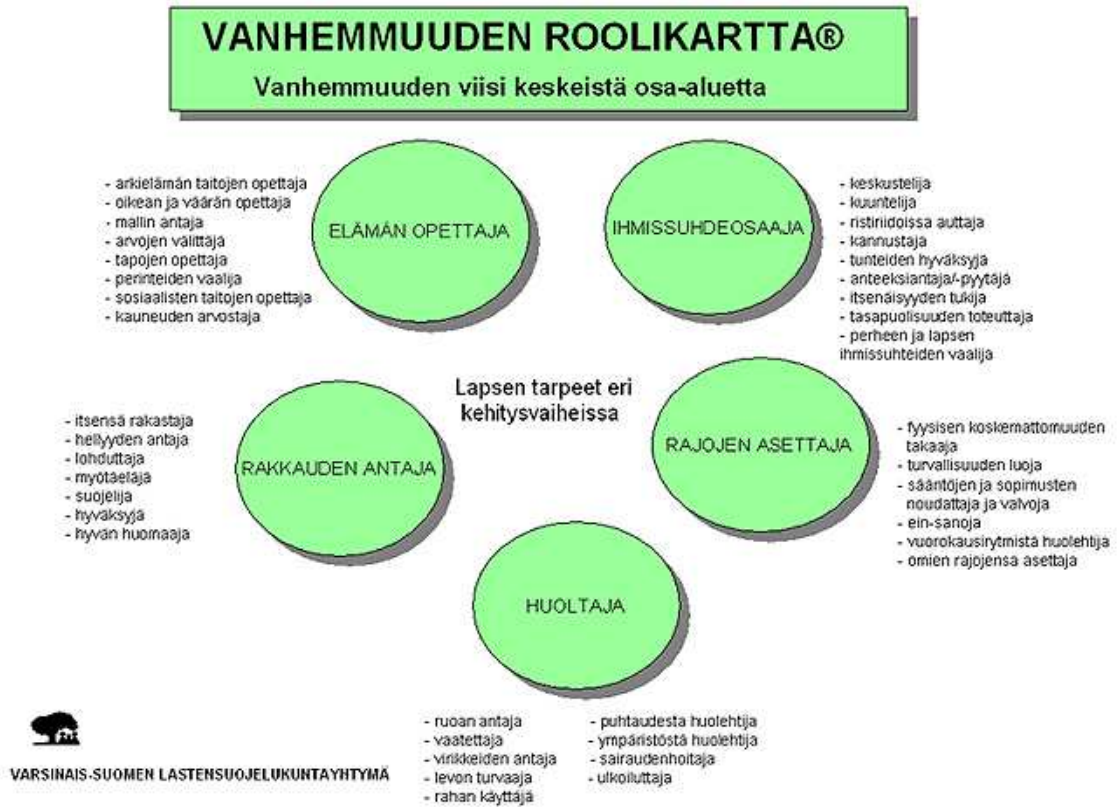 VANHEMMUUDEN ROOLIKARTTA®
Vanhemmuuden viisi keskeistä osa-aluetta
- arkielämän taitojen opettaja
- oikean ja väärän opettaja
- mallin antaja
- arvojen välittäjä
- tapojen opettaja
- perinteiden vaalija
- sosiaalisten taitojen opettaja
- kauneuden arvostaja
ELÄMÄN OPETTAJA
IHMISSUHDEOSAAJA
- keskustelija
- kuuntelija
- ristiriidoissa auttaja
- kannustaja
- tunteiden hyväksyjä
- anteeksiantaja/-pyytäjä
- itsenäisyyden tukija
- tasapuolisuuden toteuttaja
- perheen ja lapsen
ihmissuhteiden vaalija
Lapsen tarpeet eri
kehitysvaiheissa
- itsensä rakastaja
- hellyyden antaja
- lohduttaja
- myötäeläjä
- suojelija
- hyväksyjä
- hyvän huomaaja
RAKKAUDEN ANTAJA
RAJOJEN ASETTAJA
- fyysisen koskemattomuuden
takaaja
- turvallisuuden luoja
- sääntöjen ja sopimusten
noudattaja ja valvoja
- ein-sanoja
- vuorokausirytmistä huolehtija
- omien rajojensa asettaja
HUOLTAJA
- ruoan antaja
- vaatettaja
- virikkeiden antaja
- levon turvaaja
- rahan käyttäjä
- puhtaudesta huolehtija
- ympäristöstä huolehtija
- sairaudenhoitaja
- ulkoiluttaja
VARSINAIS-SUOMEN LASTENSUOJELUKUNTAYHTYMÄ